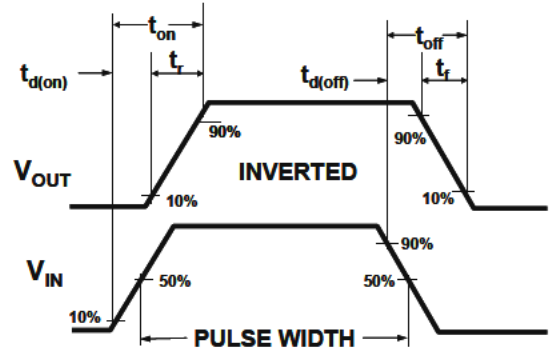 ton
toff
td(on)
tr
td(off)
tf
90%
90%
VOUT
INVERTED
10%
10%
90%
VIN
50%
50%
10%
PULSE WIDTH